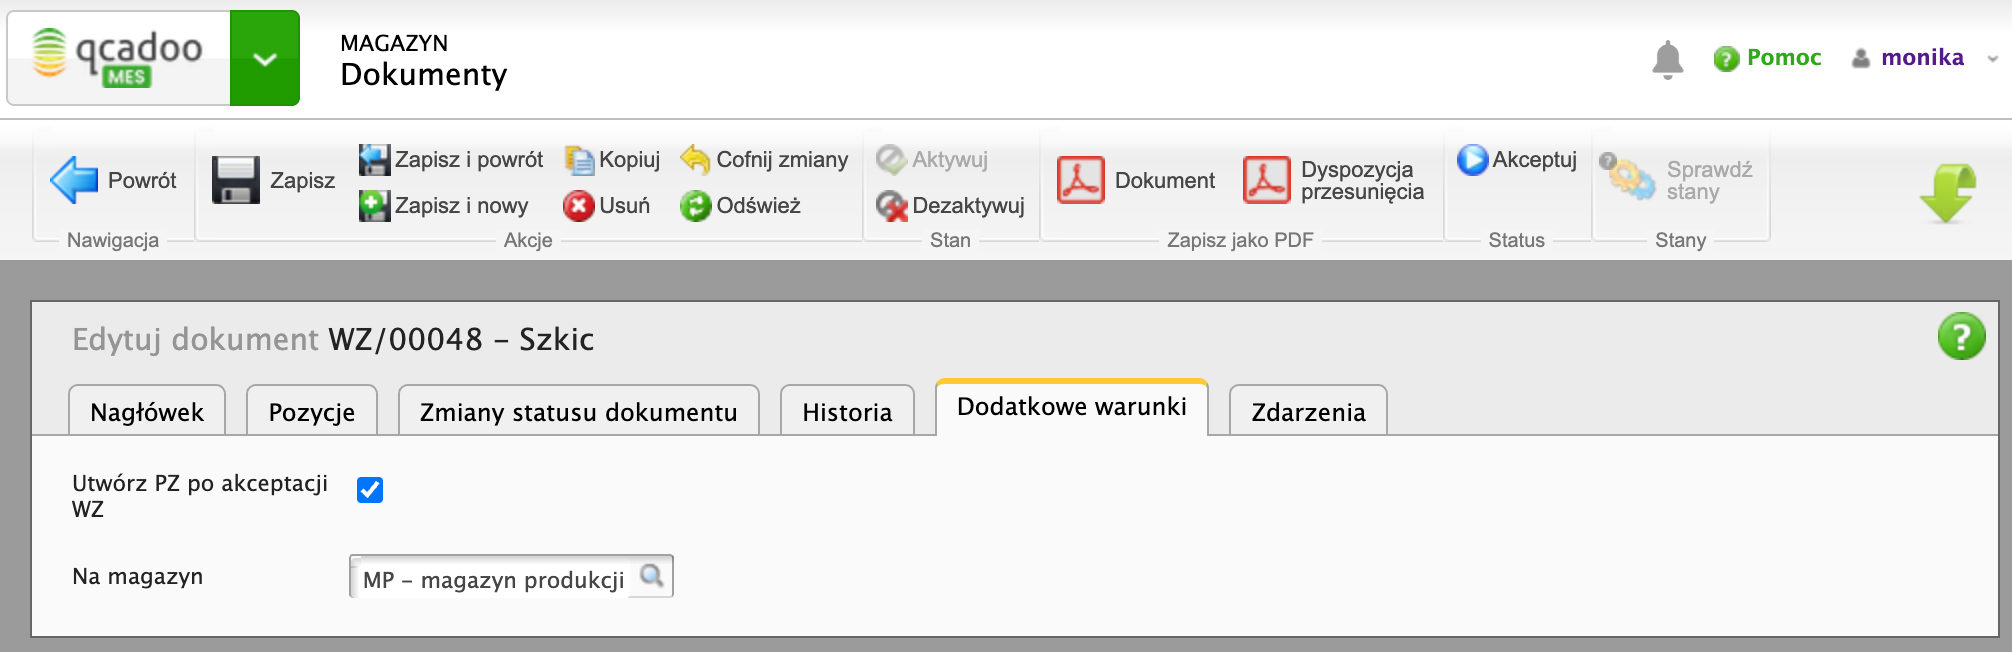 qcadoo
MES
MAGAZYN
Dokumenty
Pomoc
monika
Powrót
Nawigacja
Zapisz
Zapisz i powrót
Kopiuj
Cofnij zmiany
Zapisz i nowy
Usuń
Odśwież
Akcje
Aktywuj
Dezaktywuj
Stan
Dokument
Dyspozycja
przesunięcia
Zapisz jako PDF
Akceptuj
Status
Sprawdź
stany
Stany
Edytuj dokument WZ/00048 – Szkic
Nagłówek
Pozycje
Zmiany statusu dokumentu
Historia
Dodatkowe warunki
Zdarzenia
Utwórz PZ po akceptacji
WZ
Na magazyn
MP – magazyn produkcji